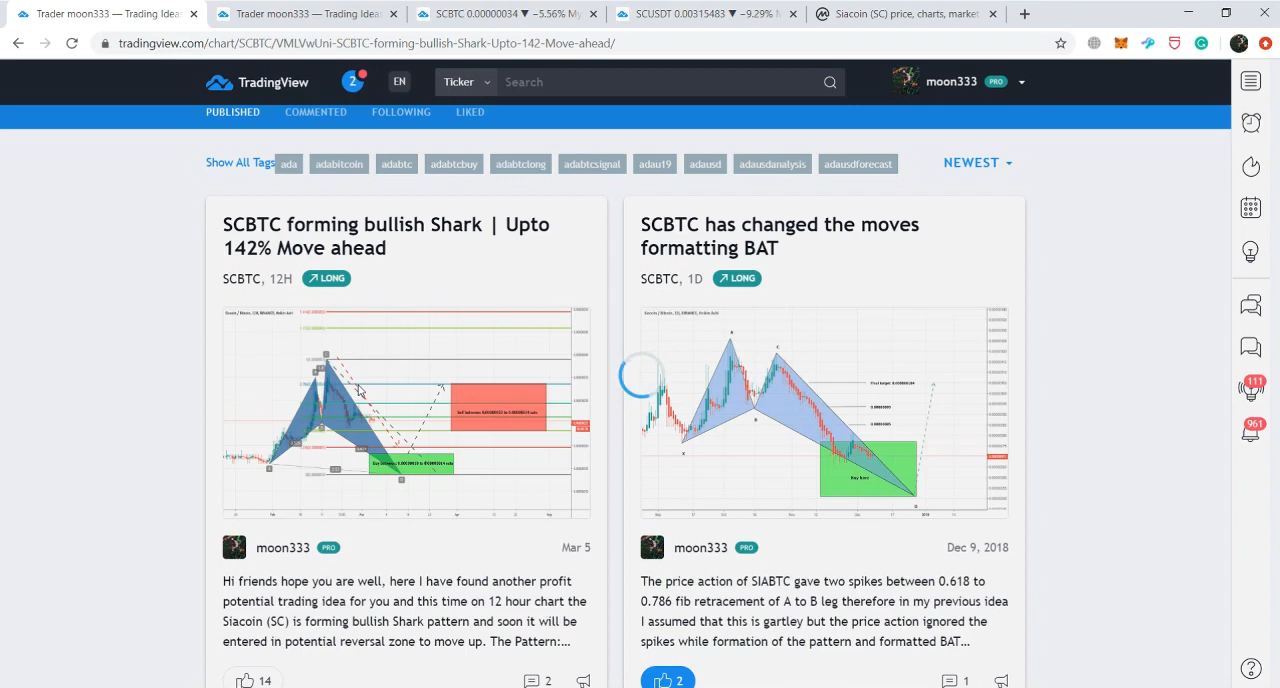 Trader moon333 — Trading Ideas
Trader moon333 — Trading Ideas
SCBTC 0.00000034 ▼ −5.56% My
SCUSDT 0.00315483 ▼ −9.29% M
Siacoin (SC) price, charts, market
tradingview.com/chart/SCBTC/VMLVwUni-SCBTC-forming-bullish-Shark-Upto-142-Move-ahead/
TradingView
2
EN
Ticker
Search
moon333 PRO
PUBLISHED COMMENTED FOLLOWING LIKED
Show All Tags ada adabitcoin adabtc adabtcbuy adabtclong adabtcsignal adau19 adausd adausdanalysis adausdforecast
NEWEST
SCBTC forming bullish Shark | Upto
142% Move ahead
SCBTC, 12H LONG
moon333 PRO
Mar 5
Hi friends hope you are well, here I have found another profit
potential trading idea for you and this time on 12 hour chart the
Siacoin (SC) is forming bullish Shark pattern and soon it will be
entered in potential reversal zone to move up. The Pattern:...
14
2
SCBTC has changed the moves
formatting BAT
SCBTC, 1D LONG
A
C
X
B
D
Buy here
moon333 PRO
Dec 9, 2018
The price action of SIABTC gave two spikes between 0.618 to
0.786 fib retracement of A to B leg therefore in my previous idea
I assumed that this is gartley but the price action ignored the
spikes while formation of the pattern and formatted BAT...
2
1
111
961